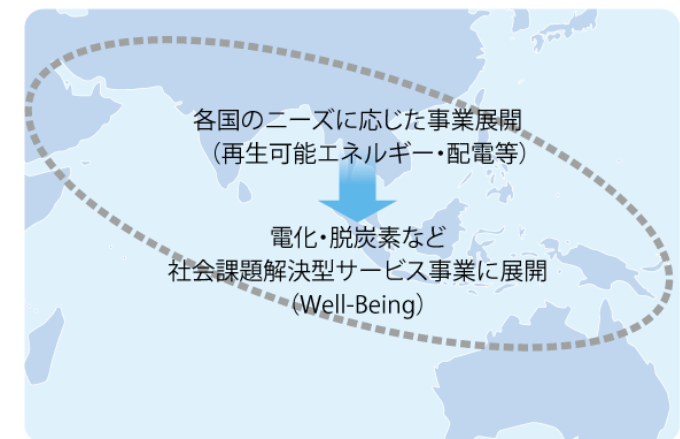 各国のニーズに応じた事業展開
（再生可能エネルギー・配電等）
電化・脱炭素など
社会課題解決型サービス事業に展開
（Well-Being）